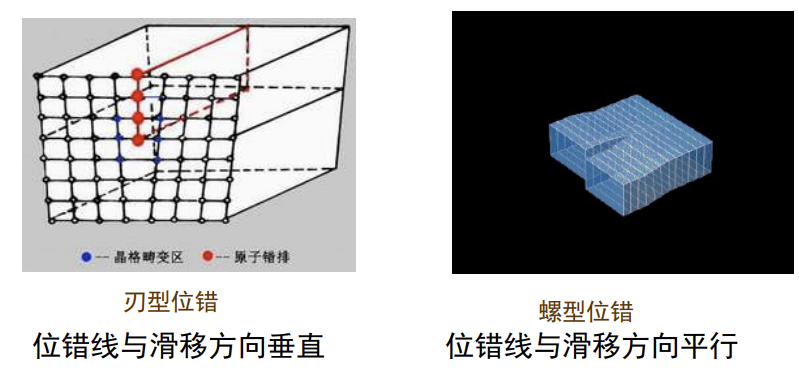 ●-- 晶格畸变区 ●-- 原子错排
刃型位错
位错线与滑移方向垂直
螺型位错
位错线与滑移方向平行